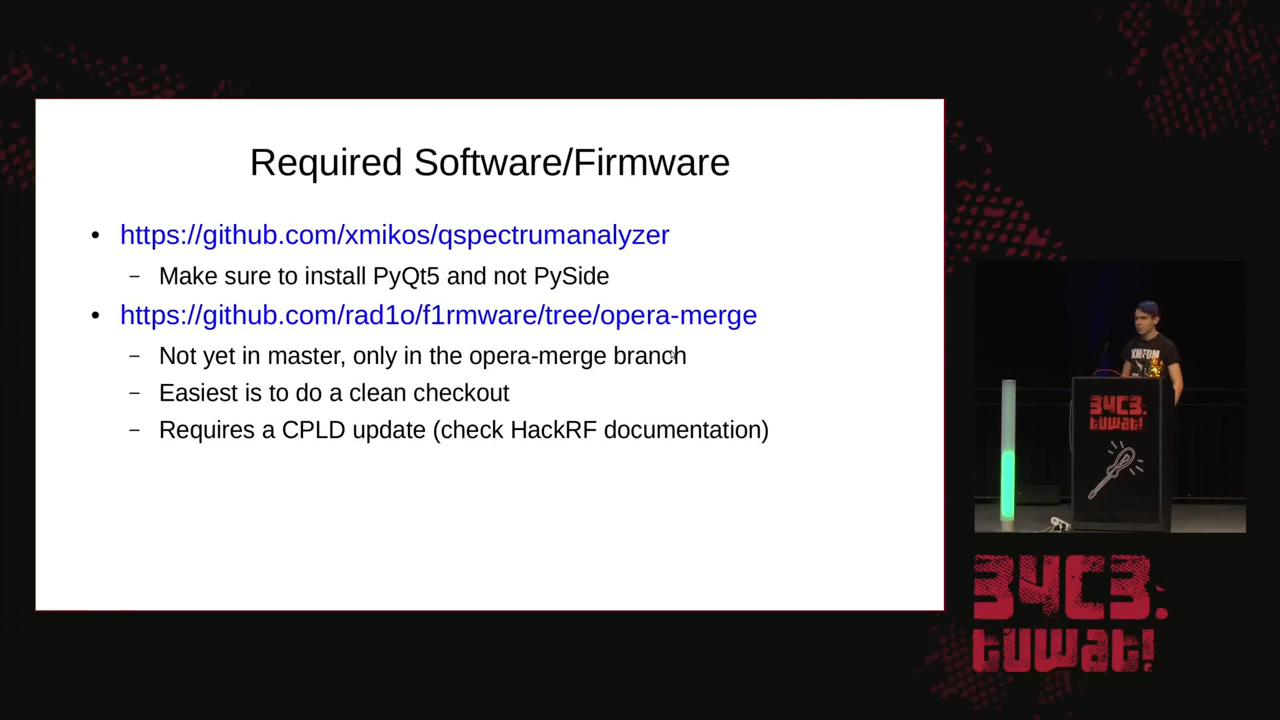 Required Software/Firmware
• https://github.com/xmikos/qspectrumanalyzer
– Make sure to install PyQt5 and not PySide
• https://github.com/rad1o/f1rmware/tree/opera-merge
– Not yet in master, only in the opera-merge branch
– Easiest is to do a clean checkout
– Requires a CPLD update (check HackRF documentation)
XMFDM
34C3.
tuwat!
34C3.
tuwat!